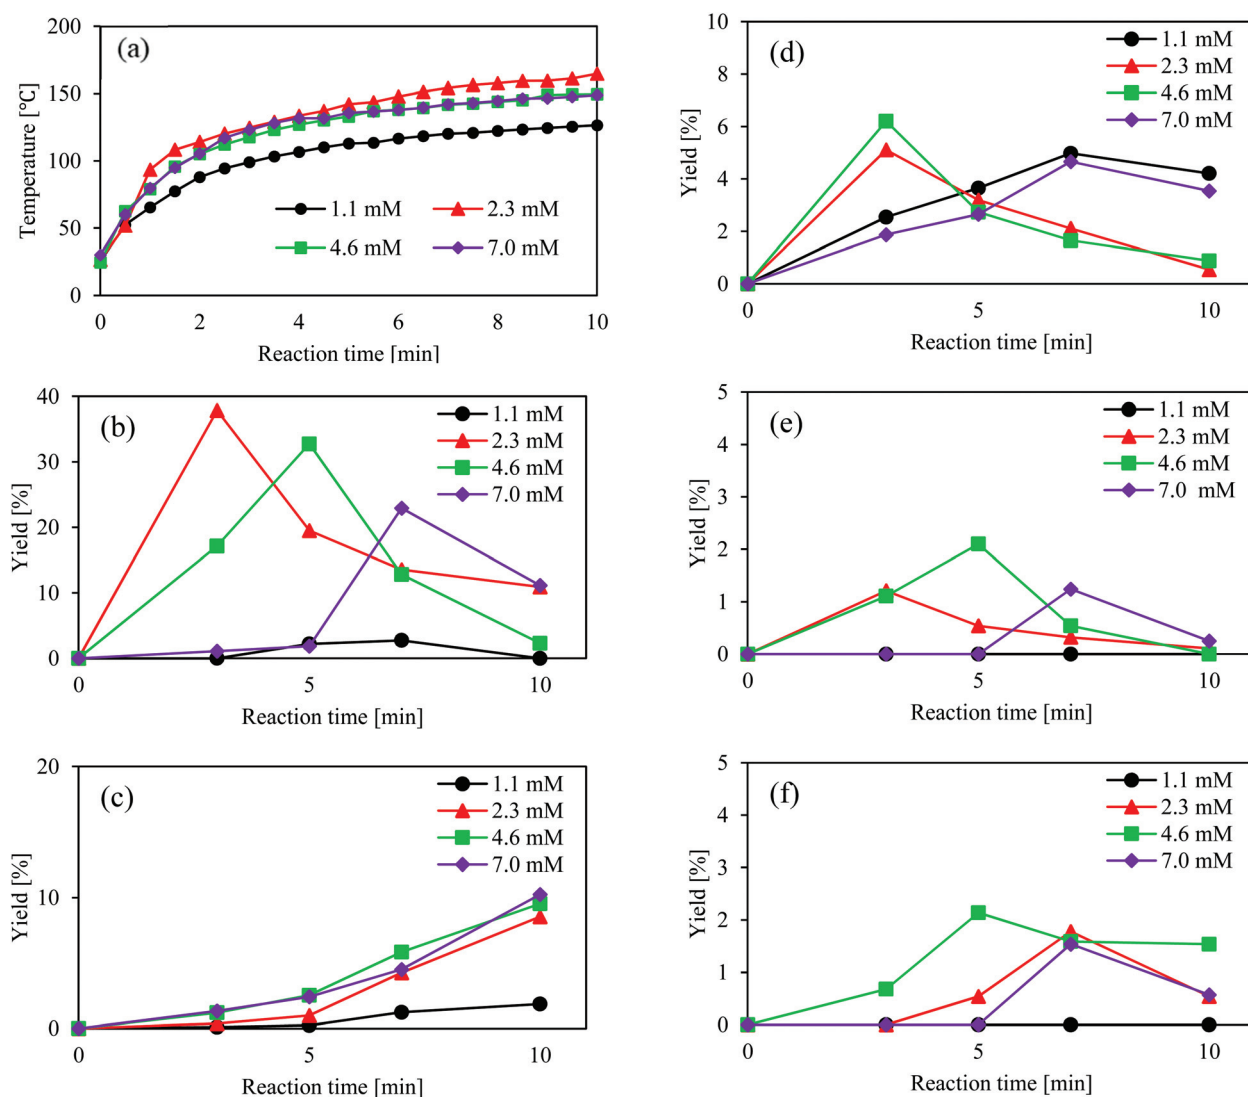 (a)
200
150
100
50
0
Temperature [°C]
1.1 mM
2.3 mM
4.6 mM
7.0 mM
0 2 4 6 8 10
Reaction time [min]
(b)
40
30
20
10
0
Yield [%]
1.1 mM
2.3 mM
4.6 mM
7.0 mM
0 5 10
Reaction time [min]
(c)
20
10
0
Yield [%]
1.1 mM
2.3 mM
4.6 mM
7.0 mM
0 5 10
Reaction time [min]
(d)
10
8
6
4
2
0
Yield [%]
1.1 mM
2.3 mM
4.6 mM
7.0 mM
0 5 10
Reaction time [min]
(e)
5
4
3
2
1
0
Yield [%]
1.1 mM
2.3 mM
4.6 mM
7.0 mM
0 5 10
Reaction time [min]
(f)
5
4
3
2
1
0
Yield [%]
1.1 mM
2.3 mM
4.6 mM
7.0 mM
0 5 10
Reaction time [min]